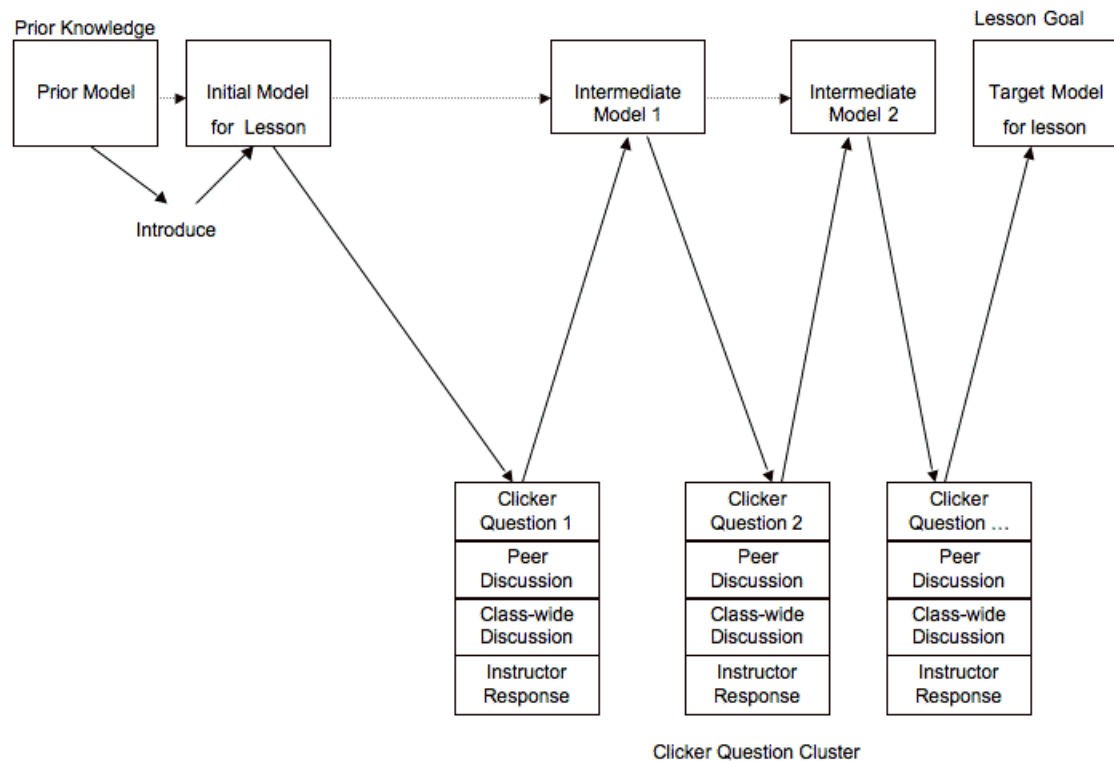 Prior Knowledge
Lesson Goal
Prior Model
Initial Model
for Lesson
Intermediate
Model 1
Intermediate
Model 2
Target Model
for lesson
Introduce
Clicker
Question 1
Peer
Discussion
Class-wide
Discussion
Instructor
Response
Clicker
Question 2
Peer
Discussion
Class-wide
Discussion
Instructor
Response
Clicker
Question ...
Peer
Discussion
Class-wide
Discussion
Instructor
Response
Clicker Question Cluster